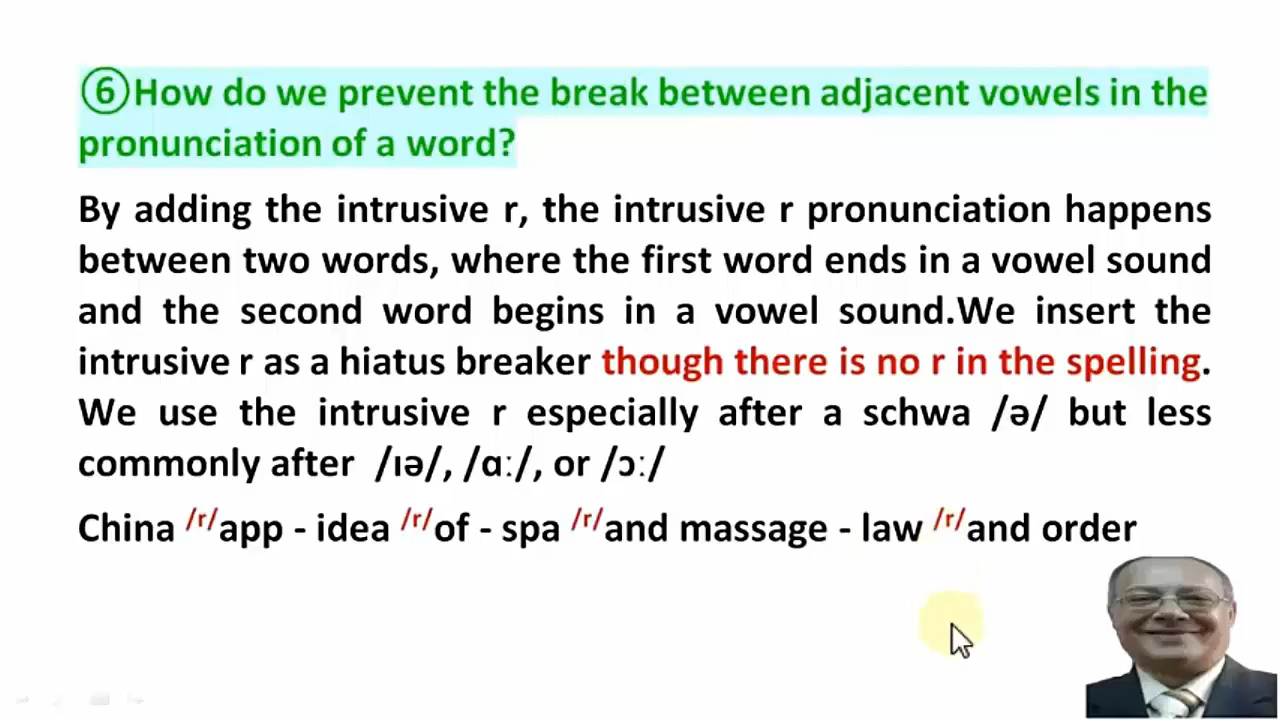 ⑥How do we prevent the break between adjacent vowels in the
pronunciation of a word?
By adding the intrusive r, the intrusive r pronunciation happens
between two words, where the first word ends in a vowel sound
and the second word begins in a vowel sound.We insert the
intrusive r as a hiatus breaker though there is no r in the spelling.
We use the intrusive r especially after a schwa /ə/ but less
commonly after /ɪə/, /ɑː/, or /ɔː/
China /r/app - idea /r/of - spa /r/and massage - law /r/and order